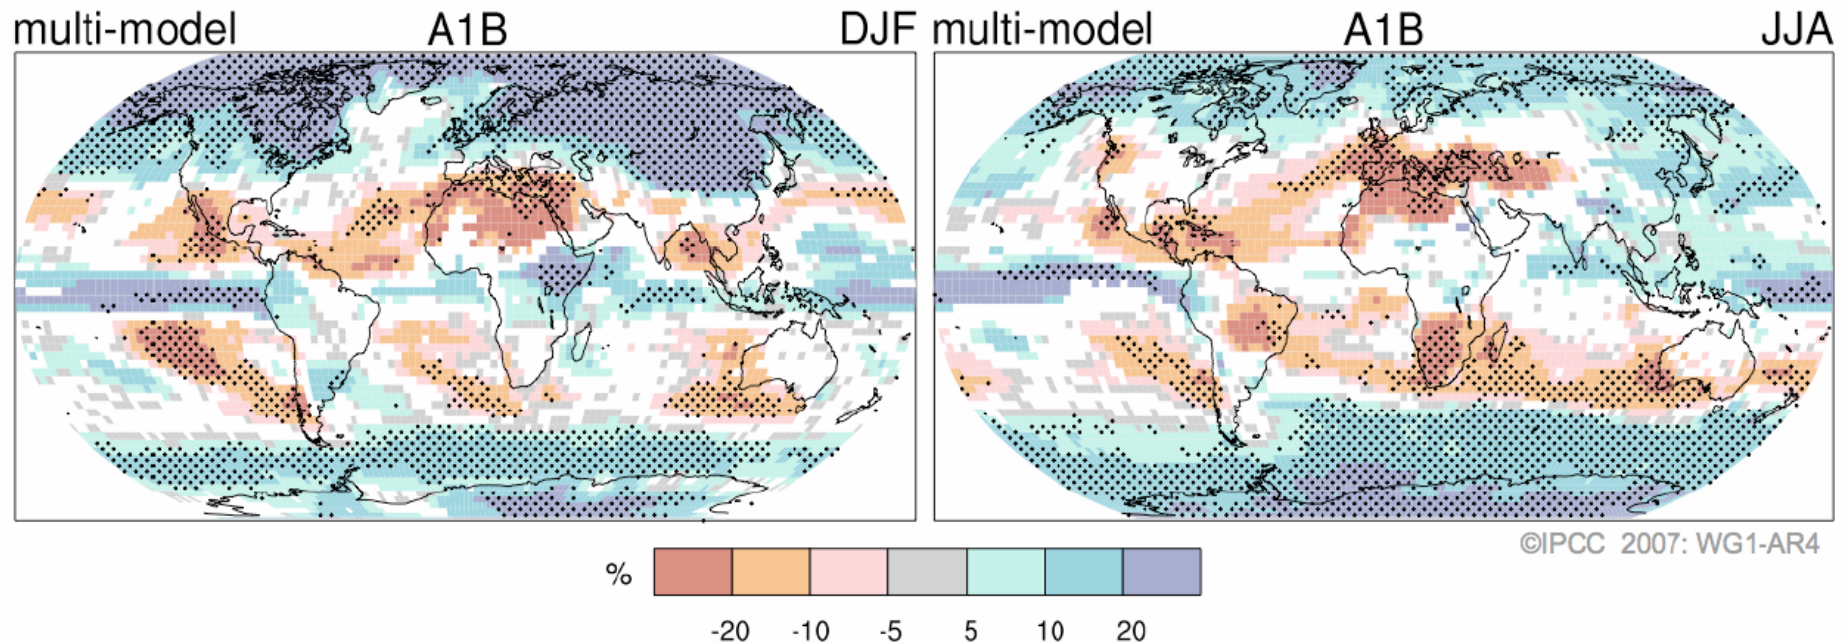 multi-model A1B DJF
multi-model A1B JJA
©IPCC 2007: WG1-AR4
%
-20 -10 -5 5 10 20